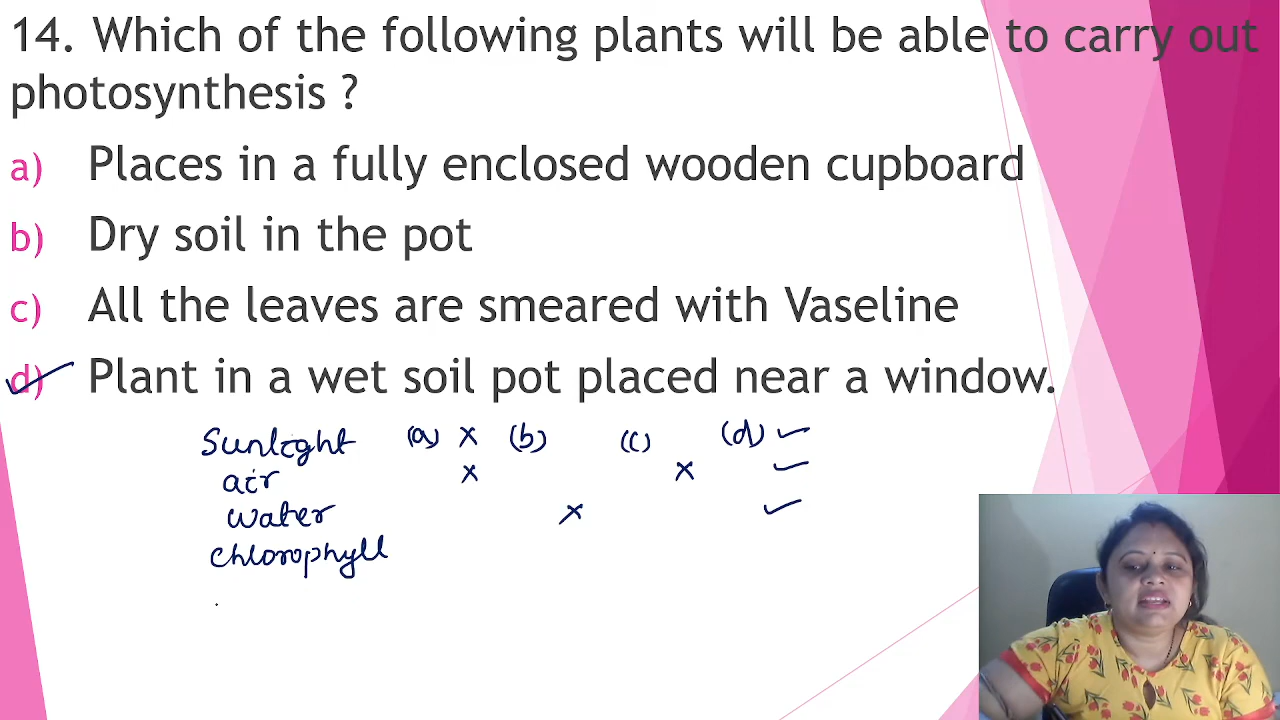 14. Which of the following plants will be able to carry out
photosynthesis ?
a) Places in a fully enclosed wooden cupboard
b) Dry soil in the pot
c) All the leaves are smeared with Vaseline
d) Plant in a wet soil pot placed near a window.
Sunlight (a) x (b) (c) (d) ✓
air x x ✓
water x ✓
chlorophyll